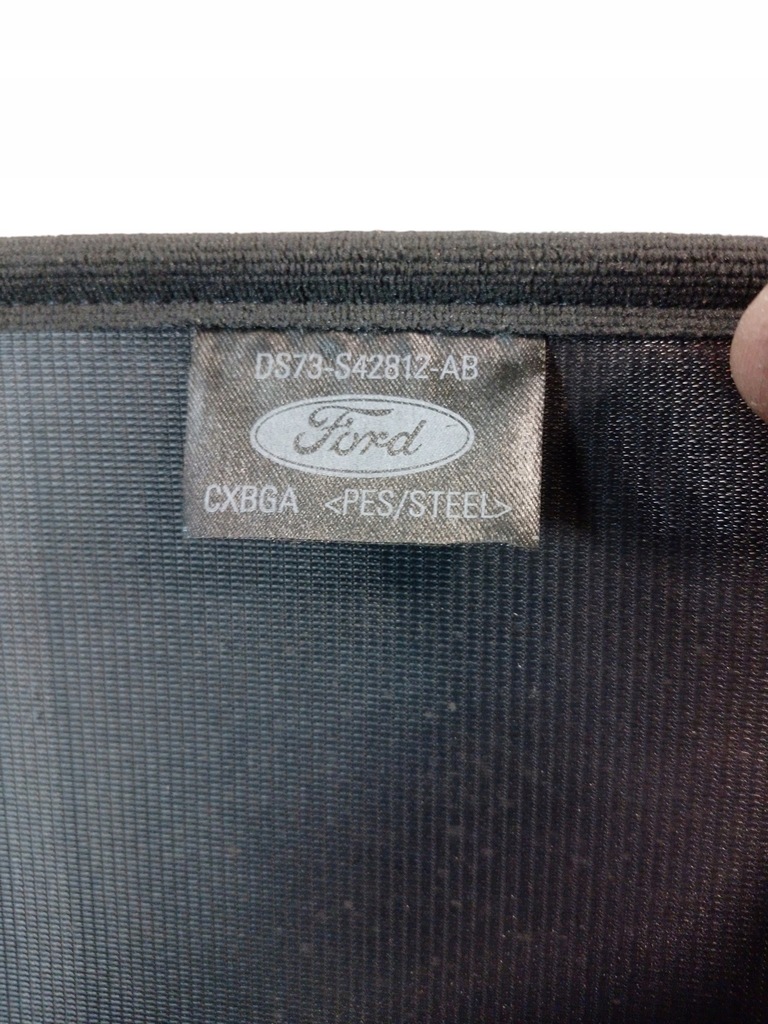 DS73-S42812-AB
Ford
CXBGA <PES/STEEL>